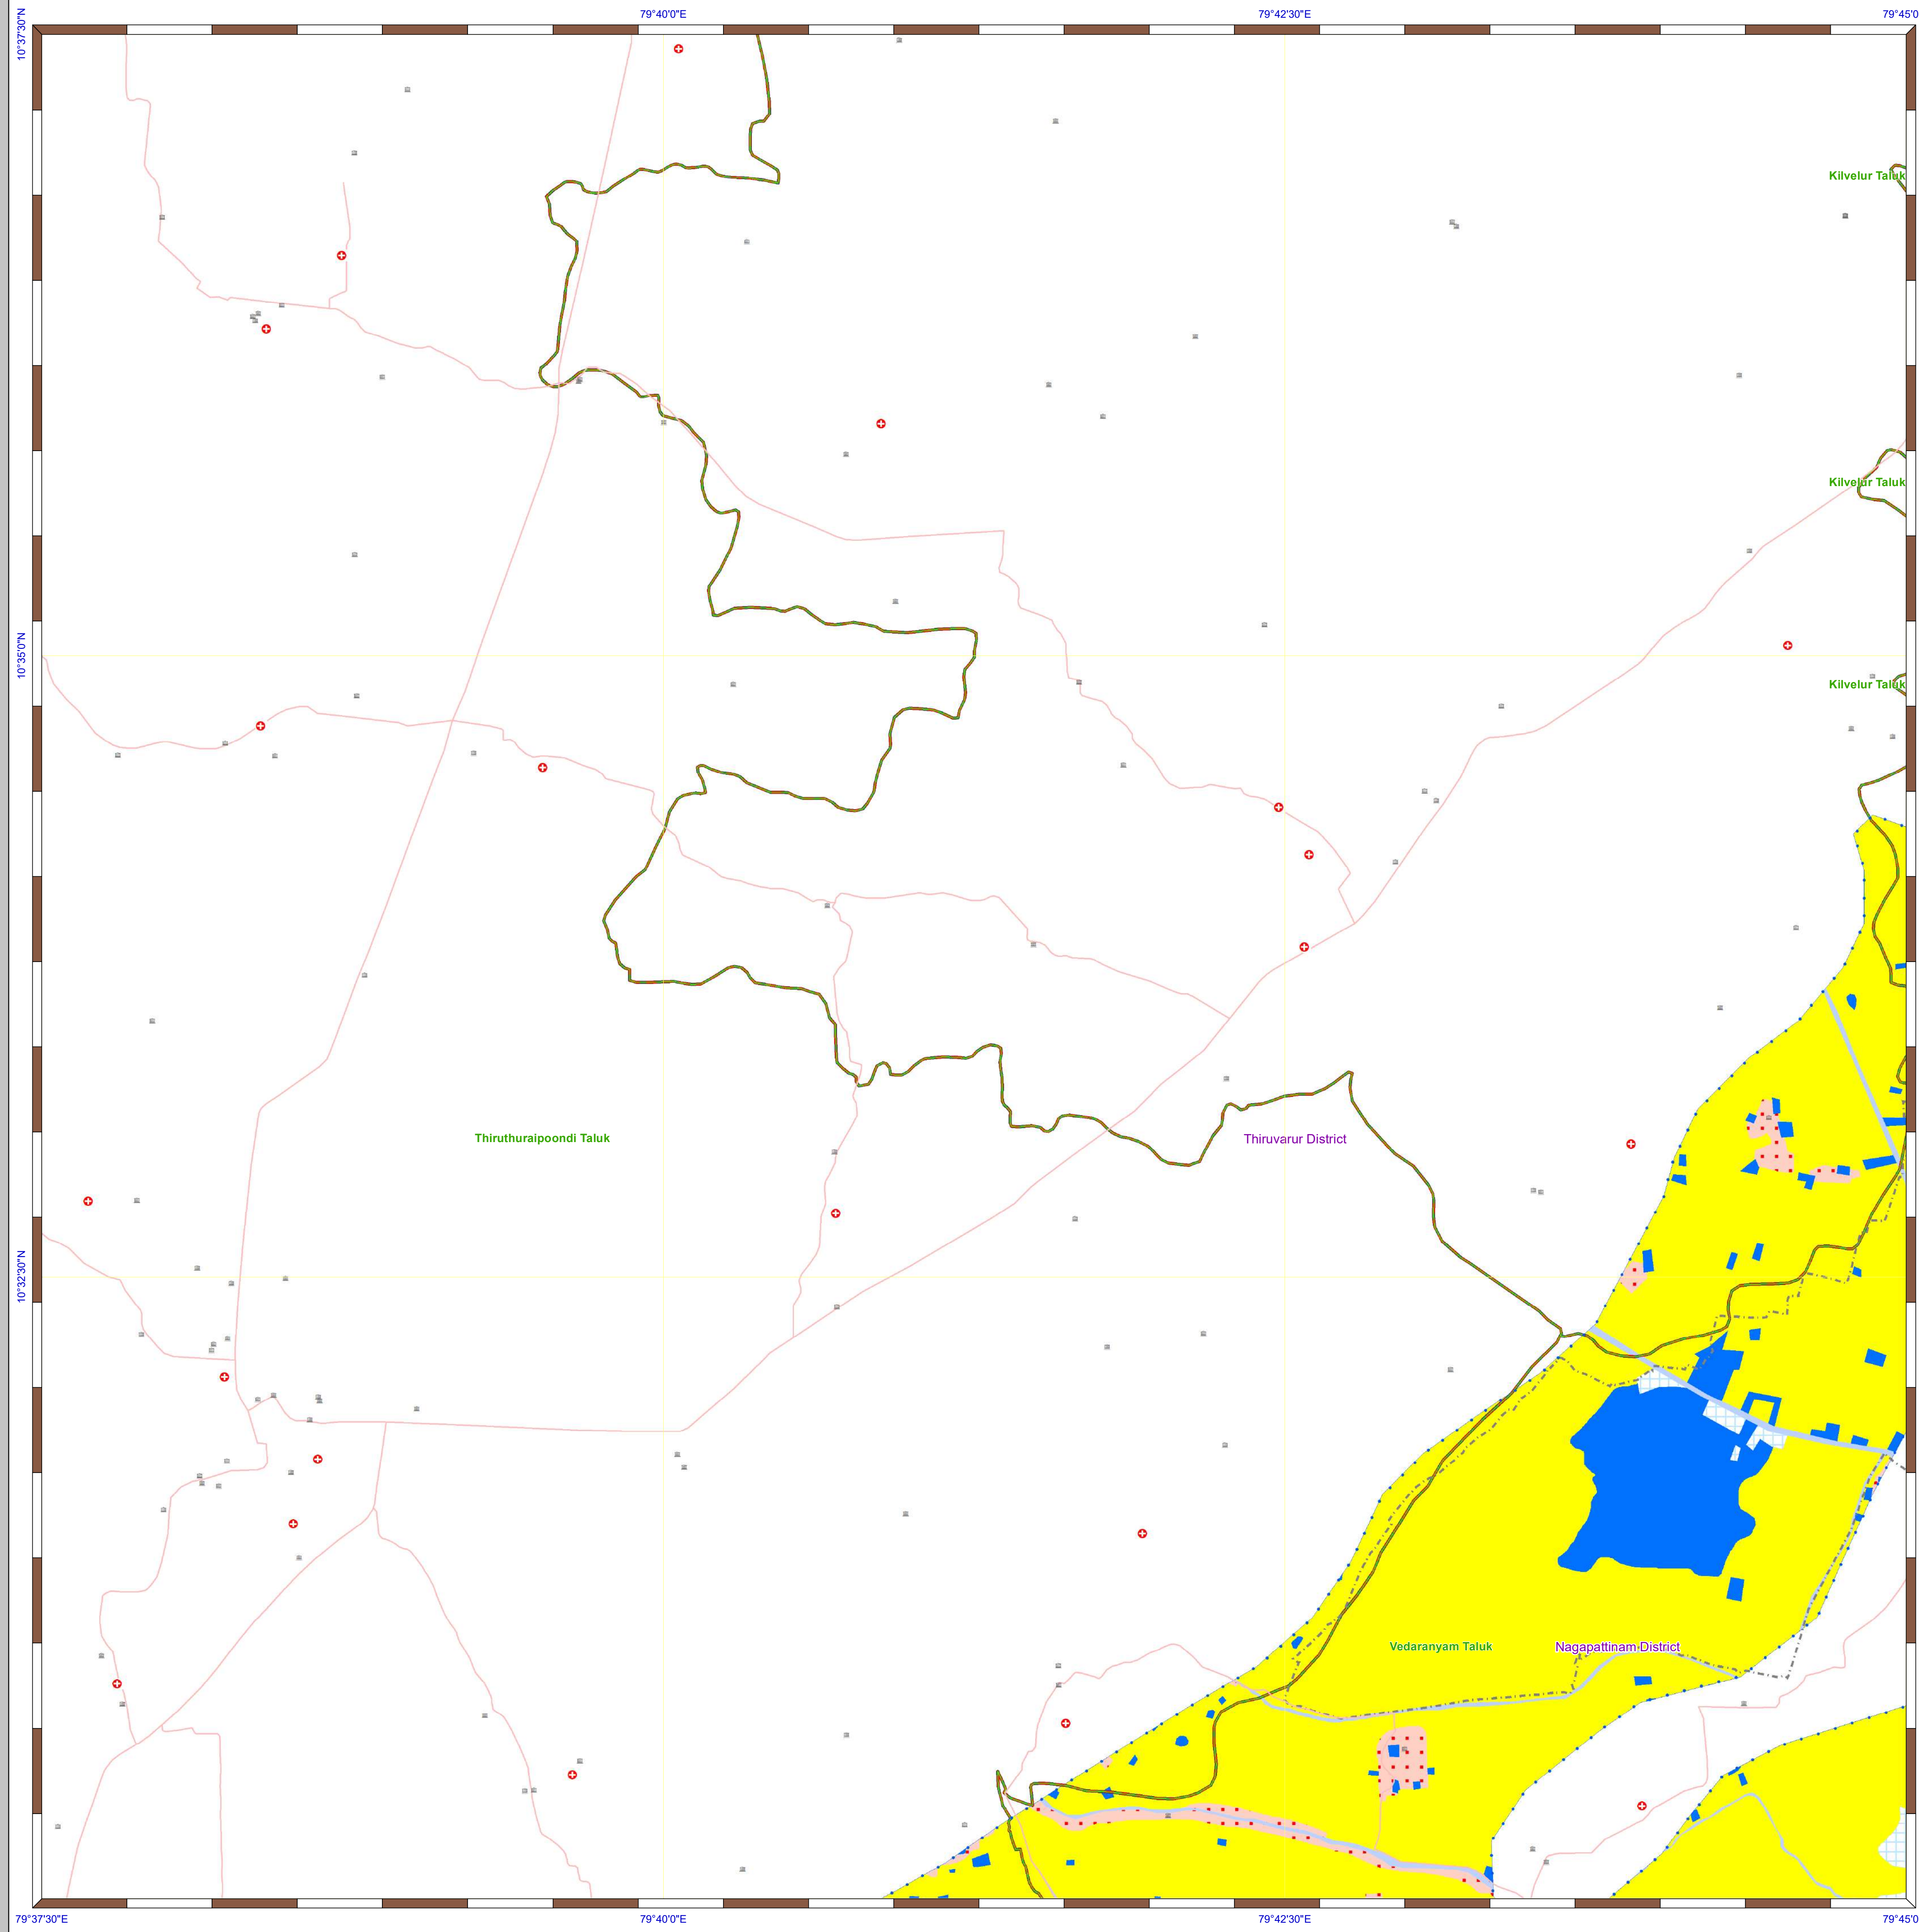 79°40'0"E
79°42'30"E
79°45'0
10°37'30"N
Kilvelur Taluk
Kilvelur Taluk
10°35'0"N
Kilvelur Taluk
Thiruthuraipoondi Taluk
Thiruvarur District
10°32'30"N
Vedaranyam Taluk
Nagapattinam District
79°37'30"E
79°40'0"E
79°42'30"E
79°45'0